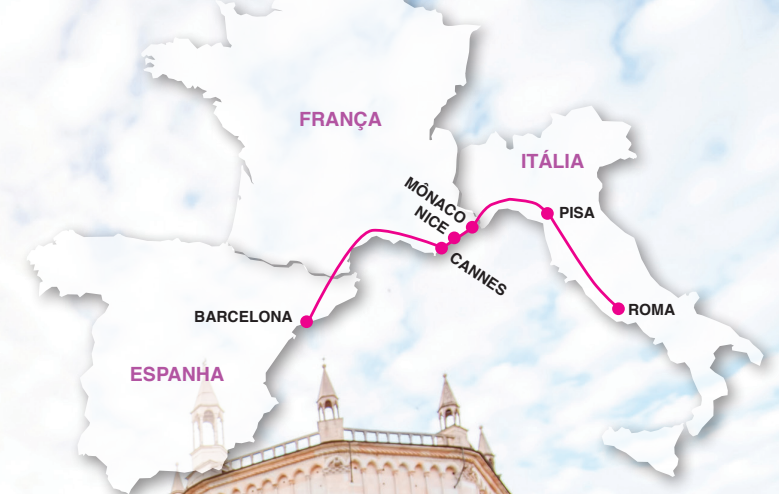 FRANÇA
ITÁLIA
MÔNACO
NICE
PISA
CANNES
BARCELONA
ROMA
ESPANHA